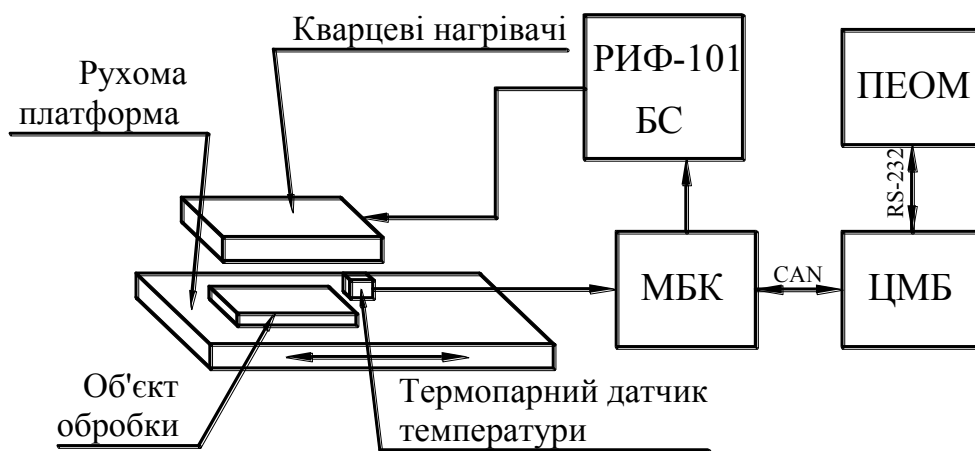 Кварцеві нагрівачі
Рухома
платформа
РИФ-101
БС
ПЕОМ
RS-232
МБК
CAN
ЦМБ
Об'єкт
обробки
Термопарний датчик
температури